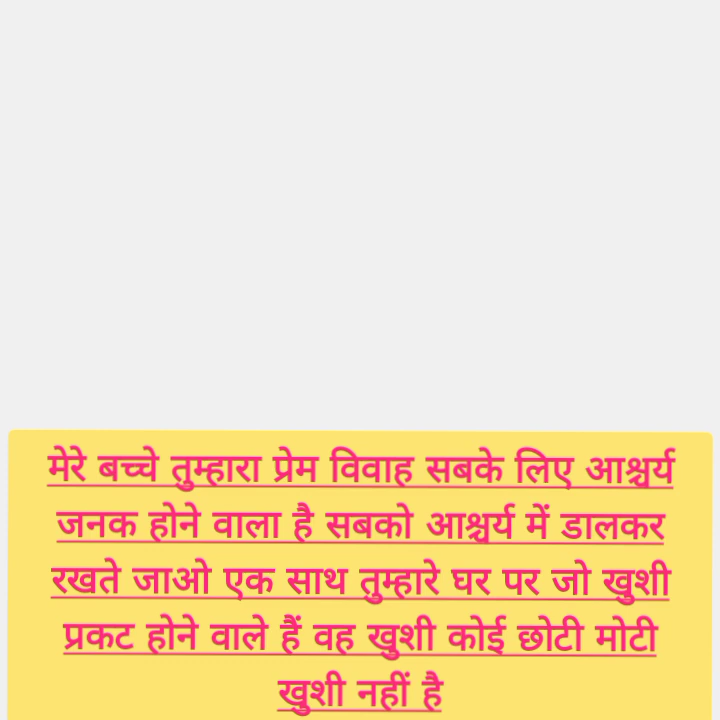 मेरे बच्चे तुम्हारा प्रेम विवाह सबके लिए आश्चर्य
जनक होने वाला है सबको आश्चर्य में डालकर
रखते जाओ एक साथ तुम्हारे घर पर जो खुशी
प्रकट होने वाले हैं वह खुशी कोई छोटी मोटी
खुशी नहीं है